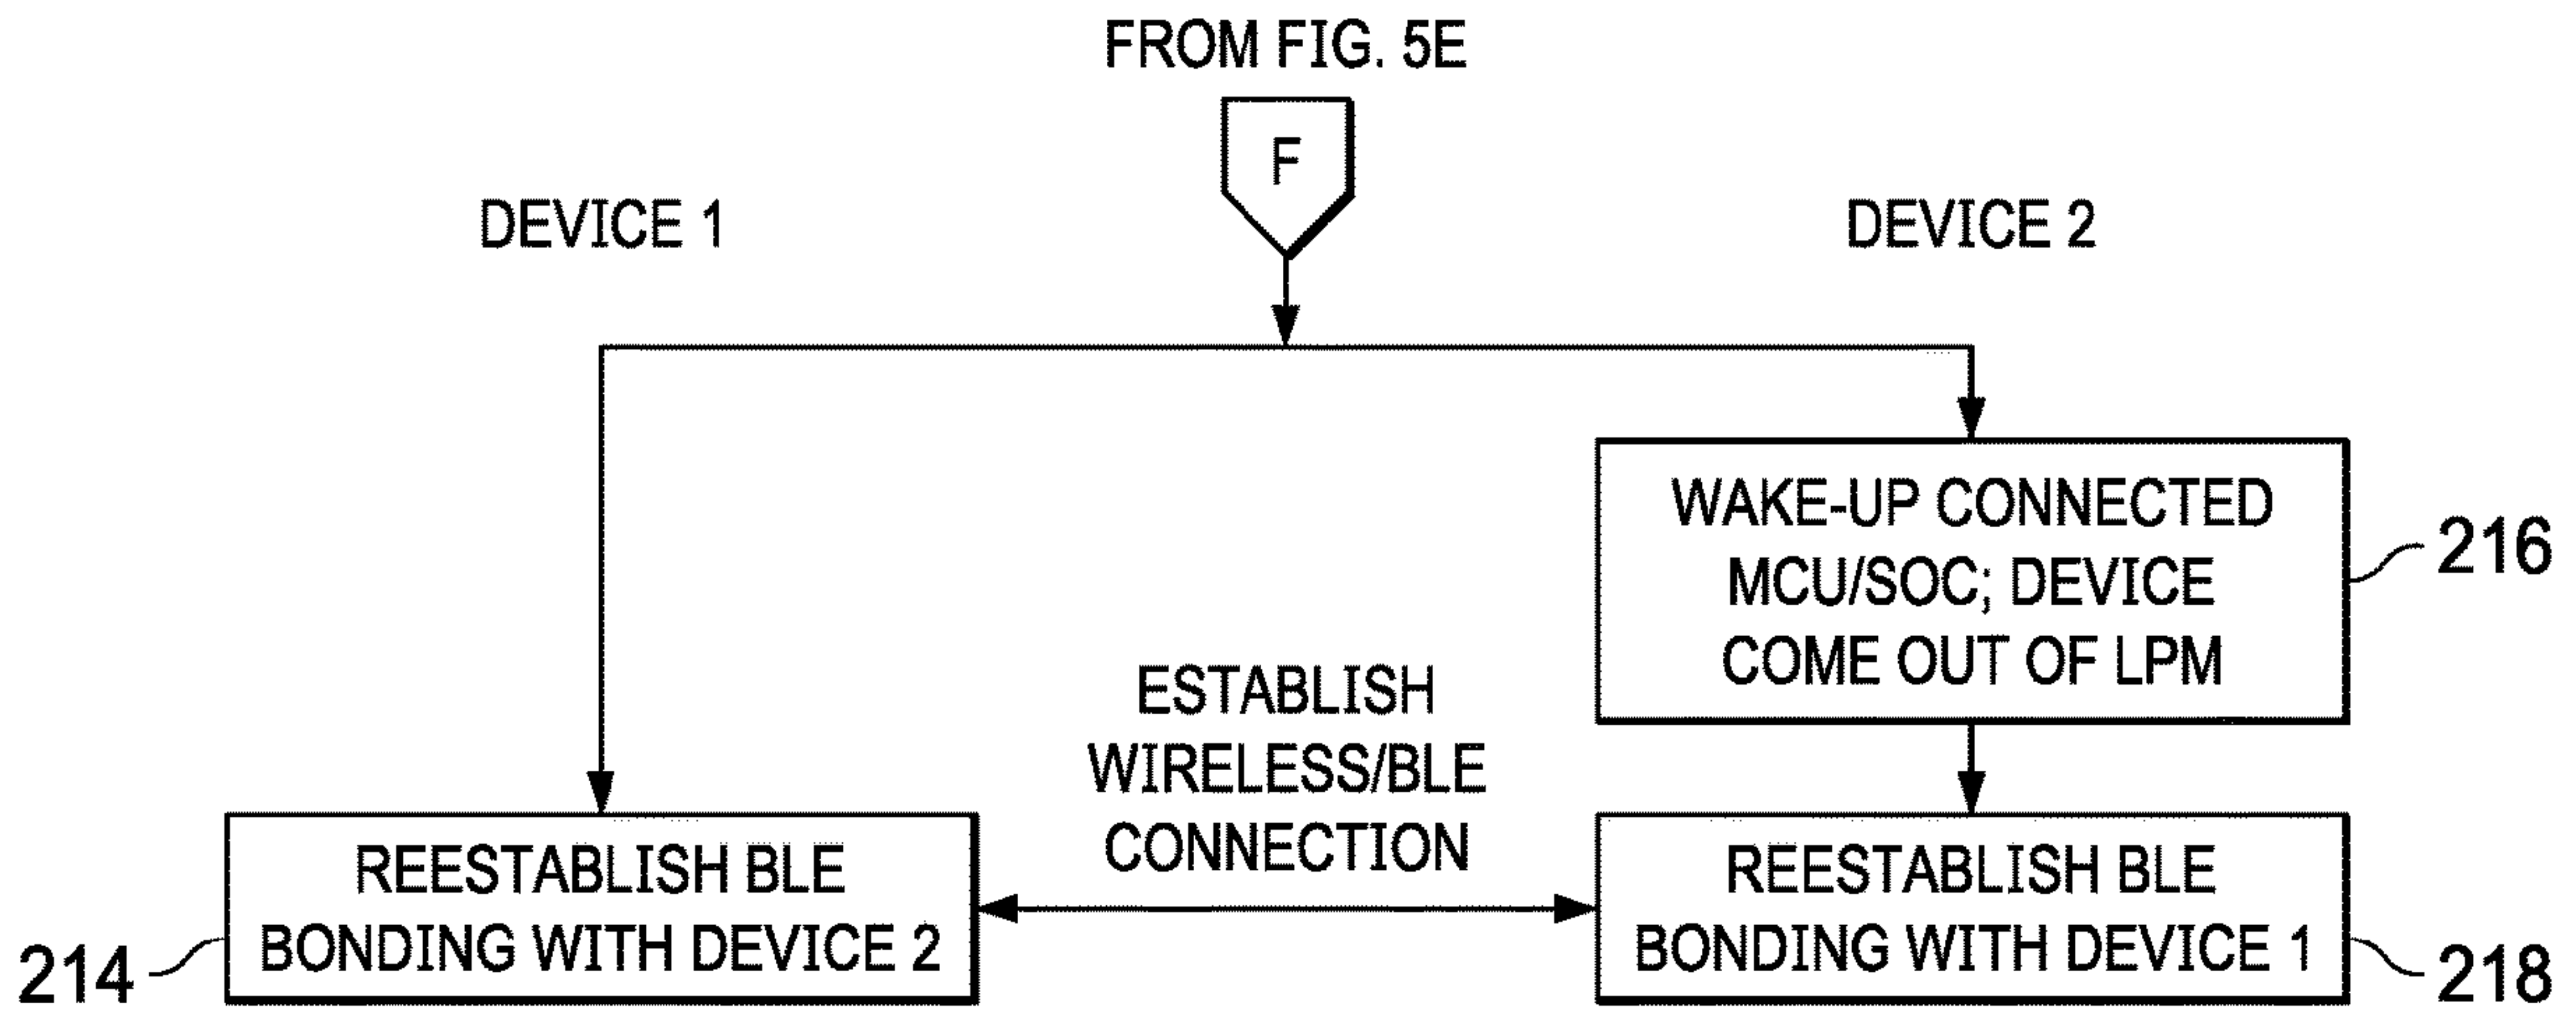 FROM FIG. 5E
F
DEVICE 1
DEVICE 2
WAKE-UP CONNECTED
MCU/SOC; DEVICE
COME OUT OF LPM
216
ESTABLISH
WIRELESS/BLE
CONNECTION
REESTABLISH BLE
BONDING WITH DEVICE 2
214
REESTABLISH BLE
BONDING WITH DEVICE 1
218